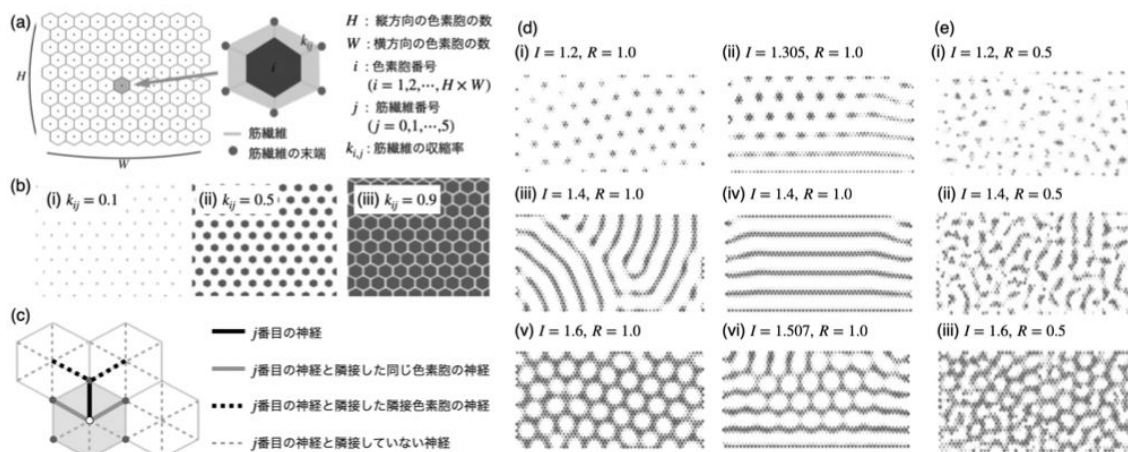 (a)
H
W
i
k_{ij}
H : 縦方向の色素胞の数
W : 横方向の色素胞の数
i : 色素胞番号
(i = 1,2,⋯, H × W)
j : 筋繊維番号
(j = 0,1,⋯,5)
k_{i,j} : 筋繊維の収縮率
筋繊維
筋繊維の末端
(b)
(i) k_{ij} = 0.1
(ii) k_{ij} = 0.5
(iii) k_{ij} = 0.9
(c)
j番目の神経
j番目の神経と隣接した同じ色素胞の神経
j番目の神経と隣接した隣接色素胞の神経
j番目の神経と隣接していない神経
(d)
(i) I = 1.2, R = 1.0
(ii) I = 1.305, R = 1.0
(iii) I = 1.4, R = 1.0
(iv) I = 1.4, R = 1.0
(v) I = 1.6, R = 1.0
(vi) I = 1.507, R = 1.0
(e)
(i) I = 1.2, R = 0.5
(ii) I = 1.4, R = 0.5
(iii) I = 1.6, R = 0.5